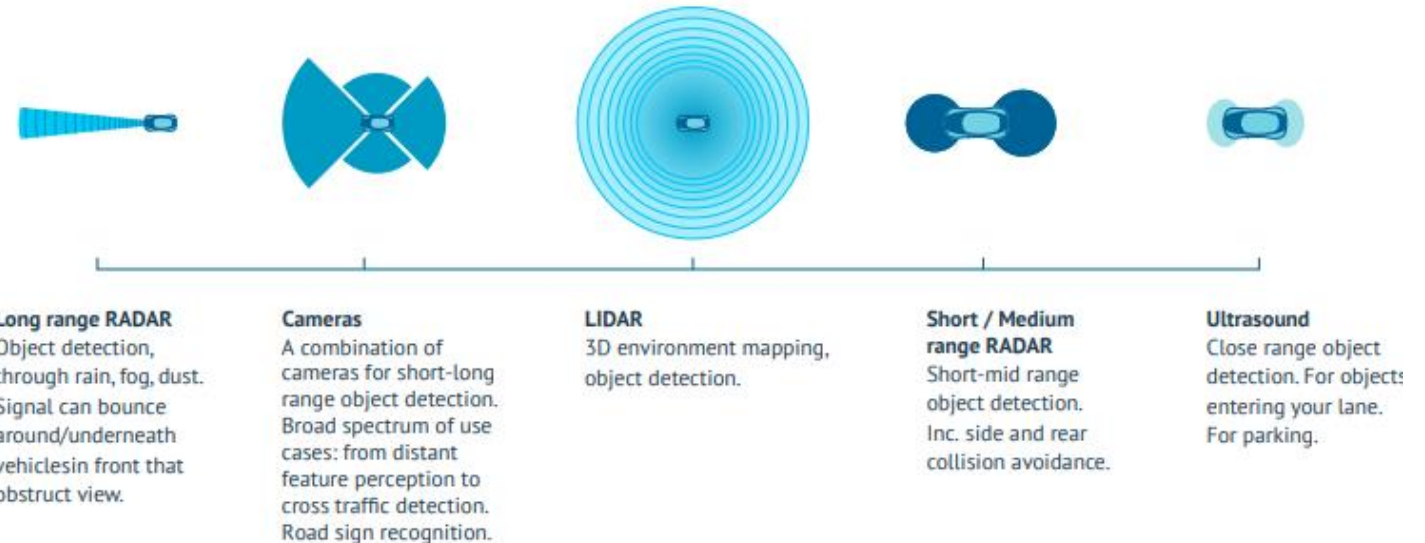 Long range RADAR
Object detection,
through rain, fog, dust.
Signal can bounce
around/underneath
vehiclesin front that
obstruct view.
Cameras
A combination of
cameras for short-long
range object detection.
Broad spectrum of use
cases: from distant
feature perception to
cross traffic detection.
Road sign recognition.
LIDAR
3D environment mapping,
object detection.
Short / Medium
range RADAR
Short-mid range
object detection.
Inc. side and rear
collision avoidance.
Ultrasound
Close range object
detection. For objects
entering your lane.
For parking.